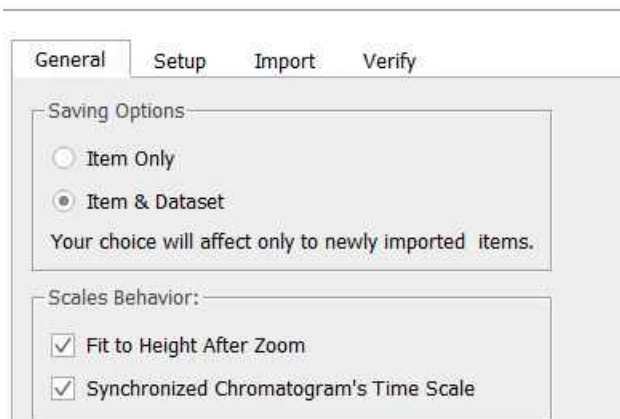 General Setup Import Verify
Saving Options
Item Only
Item & Dataset
Your choice will affect only to newly imported items.
Scales Behavior:
Fit to Height After Zoom
Synchronized Chromatogram's Time Scale